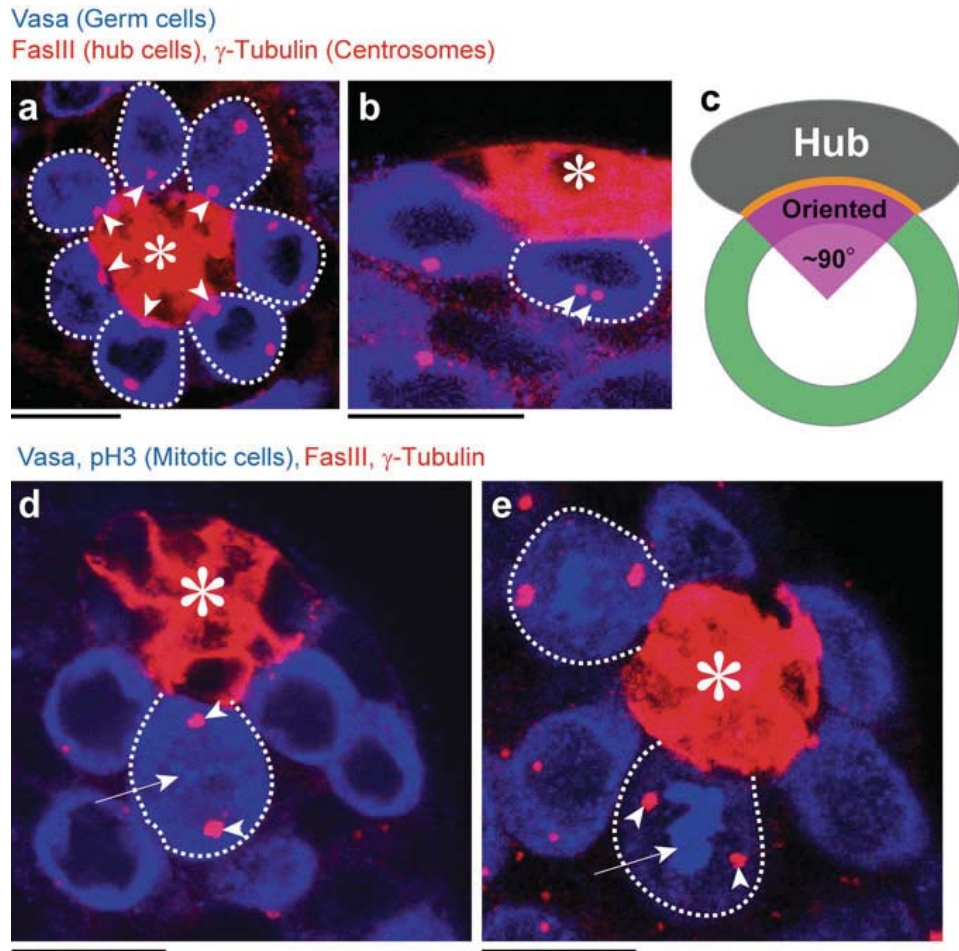 Vasa (Germ cells)
FasIII (hub cells), γ-Tubulin (Centrosomes)
a
b
c
Hub
Oriented
~90°
Vasa, pH3 (Mitotic cells), FasIII, γ-Tubulin
d
e